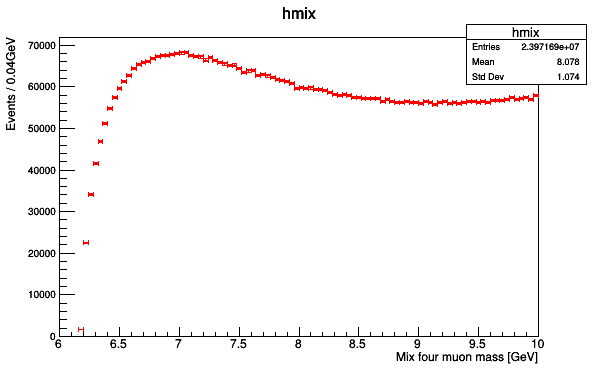 hmix
hmix
Entries 2.397169e+07
Mean 8.078
Std Dev 1.074
Events / 0.04GeV
70000
60000
50000
40000
30000
20000
10000
0
6 6.5 7 7.5 8 8.5 9 9.5 10
Mix four muon mass [GeV]